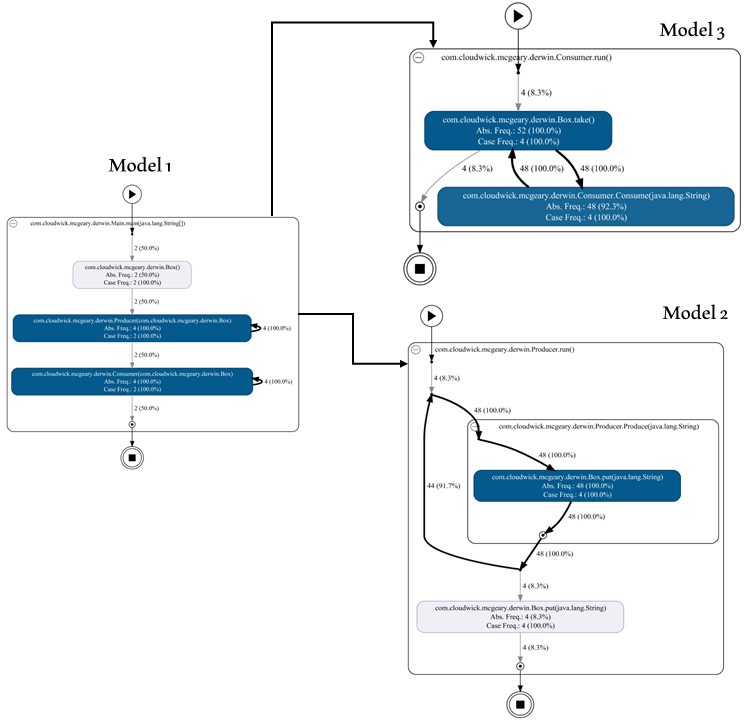 Model 3
com.cloudwick.mcgeary.derwin.Consumer.run()
4 (8.3%)
com.cloudwick.mcgeary.derwin.Box.take()
Abs. Freq.: 52 (100.0%)
Case Freq.: 4 (100.0%)
4 (8.3%)
48 (100.0%)
48 (100.0%)
com.cloudwick.mcgeary.derwin.Consumer.Consume(java.lang.String)
Abs. Freq.: 48 (92.3%)
Case Freq.: 4 (100.0%)
Model 1
com.cloudwick.mcgeary.derwin.Main.main(java.lang.String[])
2 (50.0%)
com.cloudwick.mcgeary.derwin.Box()
Abs. Freq.: 2 (50.0%)
Case Freq.: 2 (100.0%)
2 (50.0%)
com.cloudwick.mcgeary.derwin.Producer(com.cloudwick.mcgeary.derwin.Box)
Abs. Freq.: 4 (100.0%)
Case Freq.: 2 (100.0%)
4 (100.0%)
2 (50.0%)
com.cloudwick.mcgeary.derwin.Consumer(com.cloudwick.mcgeary.derwin.Box)
Abs. Freq.: 4 (100.0%)
Case Freq.: 2 (100.0%)
4 (100.0%)
2 (50.0%)
Model 2
com.cloudwick.mcgeary.derwin.Producer.run()
4 (8.3%)
48 (100.0%)
com.cloudwick.mcgeary.derwin.Producer.Produce(java.lang.String)
48 (100.0%)
44 (91.7%)
com.cloudwick.mcgeary.derwin.Box.put(java.lang.String)
Abs. Freq.: 48 (100.0%)
Case Freq.: 4 (100.0%)
48 (100.0%)
48 (100.0%)
4 (8.3%)
com.cloudwick.mcgeary.derwin.Box.put(java.lang.String)
Abs. Freq.: 4 (8.3%)
Case Freq.: 4 (100.0%)
4 (8.3%)